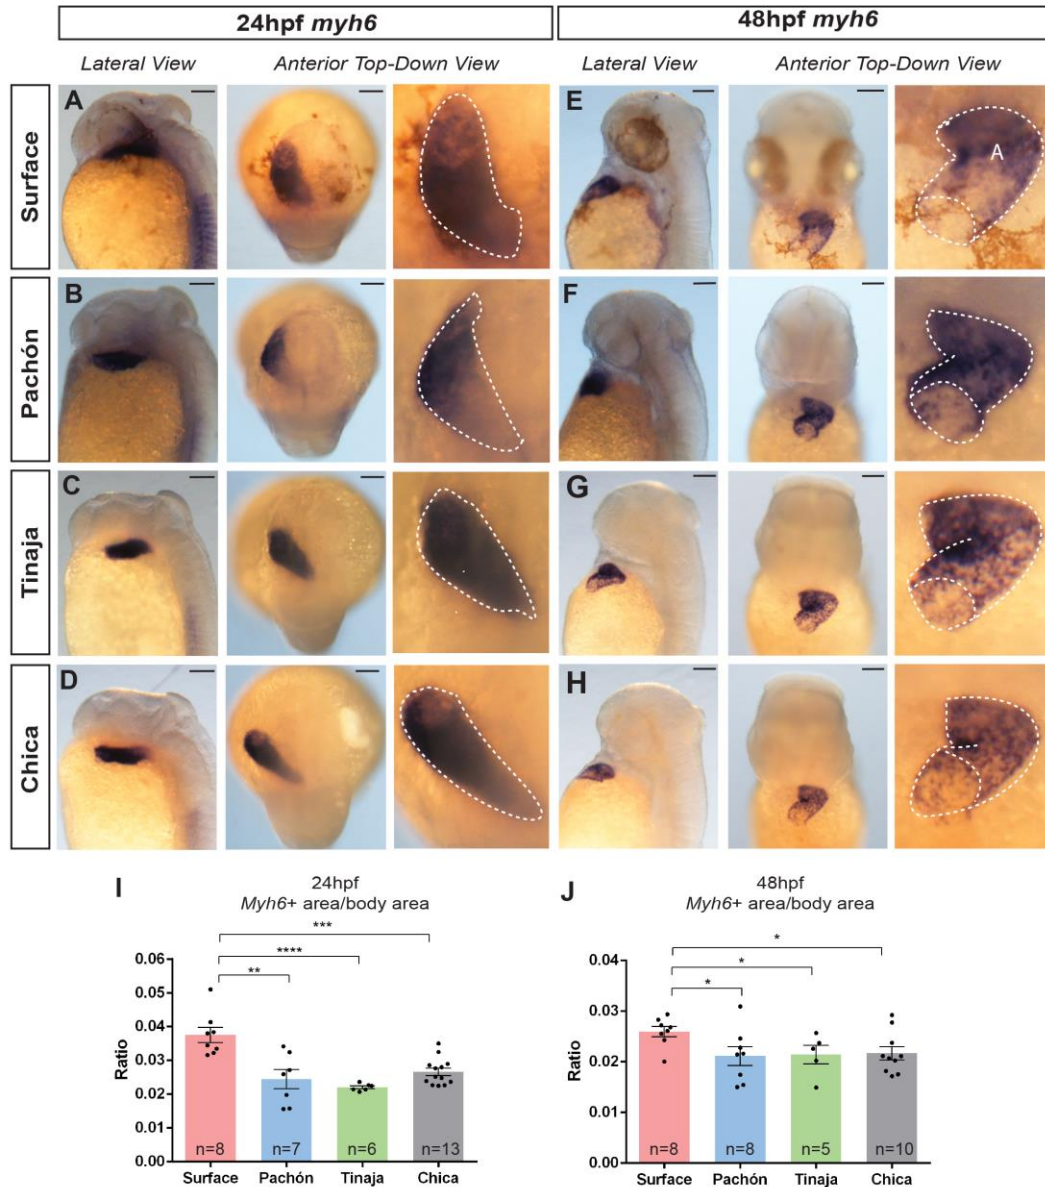 24hpf myh6
48hpf myh6
Lateral View
Anterior Top-Down View
Lateral View
Anterior Top-Down View
Surface
A
E
A
Pachón
B
F
Tinaja
C
G
Chica
D
H
I
24hpf
Myh6+ area/body area
***
****
**
Ratio
0.06
0.05
0.04
0.03
0.02
0.01
0.00
n=8
n=7
n=6
n=13
Surface
Pachón
Tinaja
Chica
J
48hpf
Myh6+ area/body area
*
*
*
Ratio
0.04
0.03
0.02
0.01
0.00
n=8
n=8
n=5
n=10
Surface
Pachón
Tinaja
Chica